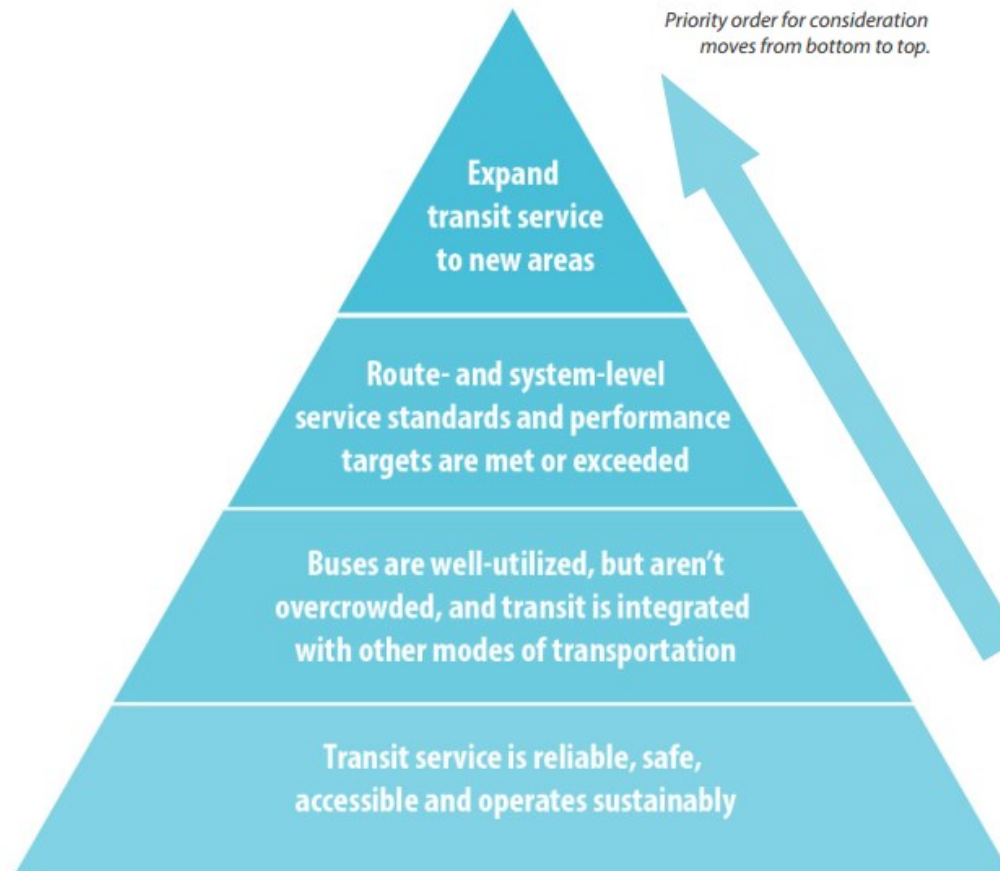 Priority order for consideration
moves from bottom to top.
Expand
transit service
to new areas
Route- and system-level
service standards and performance
targets are met or exceeded
Buses are well-utilized, but aren’t
overcrowded, and transit is integrated
with other modes of transportation
Transit service is reliable, safe,
accessible and operates sustainably